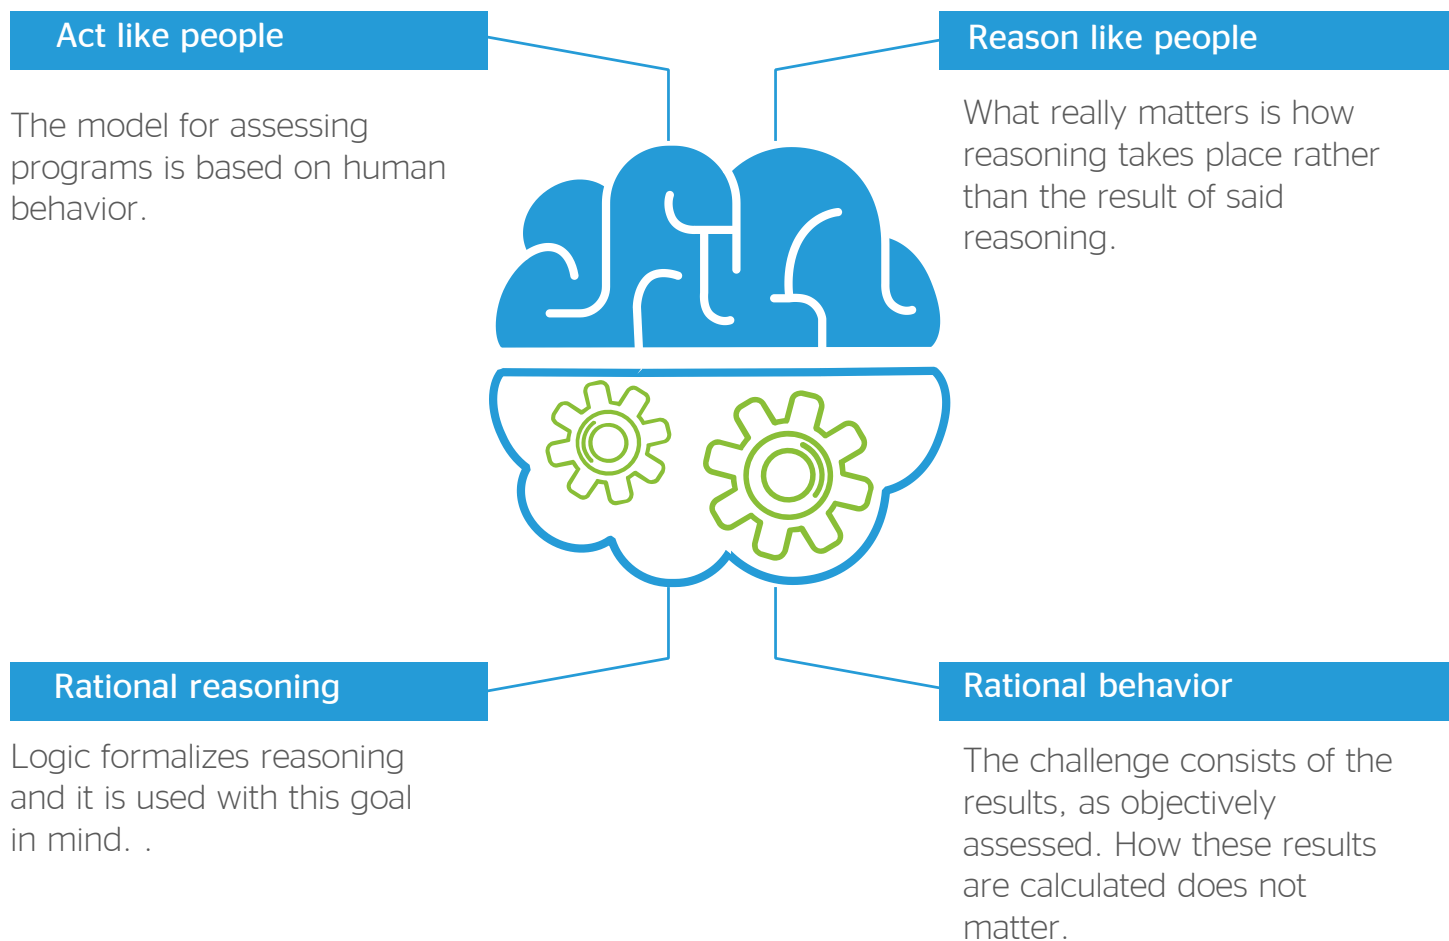 Act like people
The model for assessing
programs is based on human
behavior.
Reason like people
What really matters is how
reasoning takes place rather
than the result of said
reasoning.
Rational reasoning
Logic formalizes reasoning
and it is used with this goal
in mind. .
Rational behavior
The challenge consists of the
results, as objectively
assessed. How these results
are calculated does not
matter.